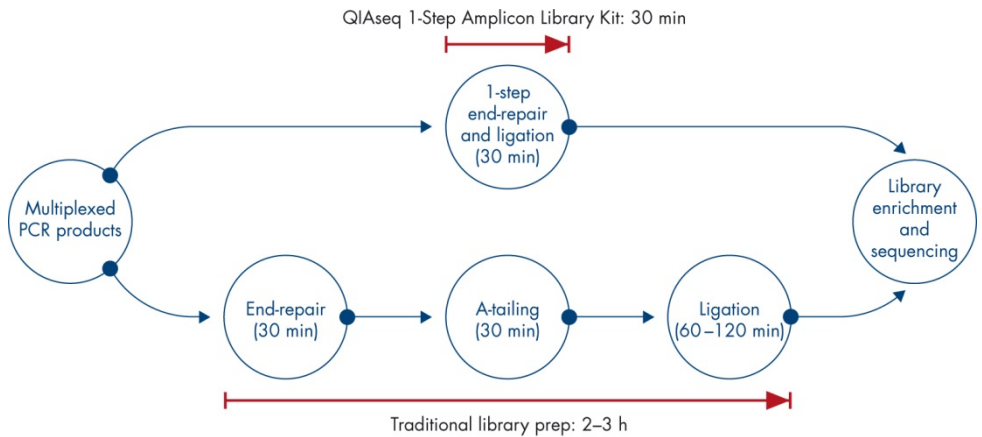 QIAseq 1-Step Amplicon Library Kit: 30 min
1-step
end-repair
and ligation
(30 min)
Multiplexed
PCR products
Library
enrichment
and
sequencing
End-repair
(30 min)
A-tailing
(30 min)
Ligation
(60–120 min)
Traditional library prep: 2–3 h